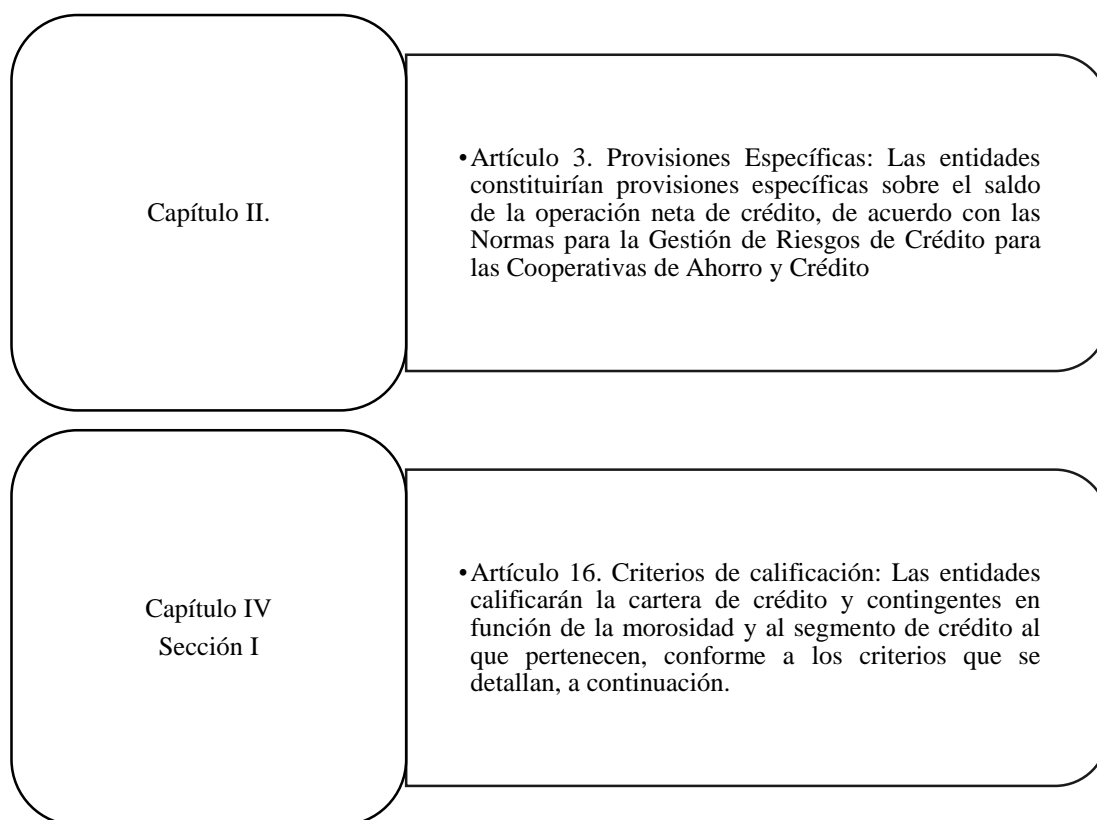 Capítulo II.
•Artículo 3. Provisiones Específicas: Las entidades
constituirían provisiones específicas sobre el saldo
de la operación neta de crédito, de acuerdo con las
Normas para la Gestión de Riesgos de Crédito para
las Cooperativas de Ahorro y Crédito
Capítulo IV
Sección I
•Artículo 16. Criterios de calificación: Las entidades
calificarán la cartera de crédito y contingentes en
función de la morosidad y al segmento de crédito al
que pertenecen, conforme a los criterios que se
detallan, a continuación.